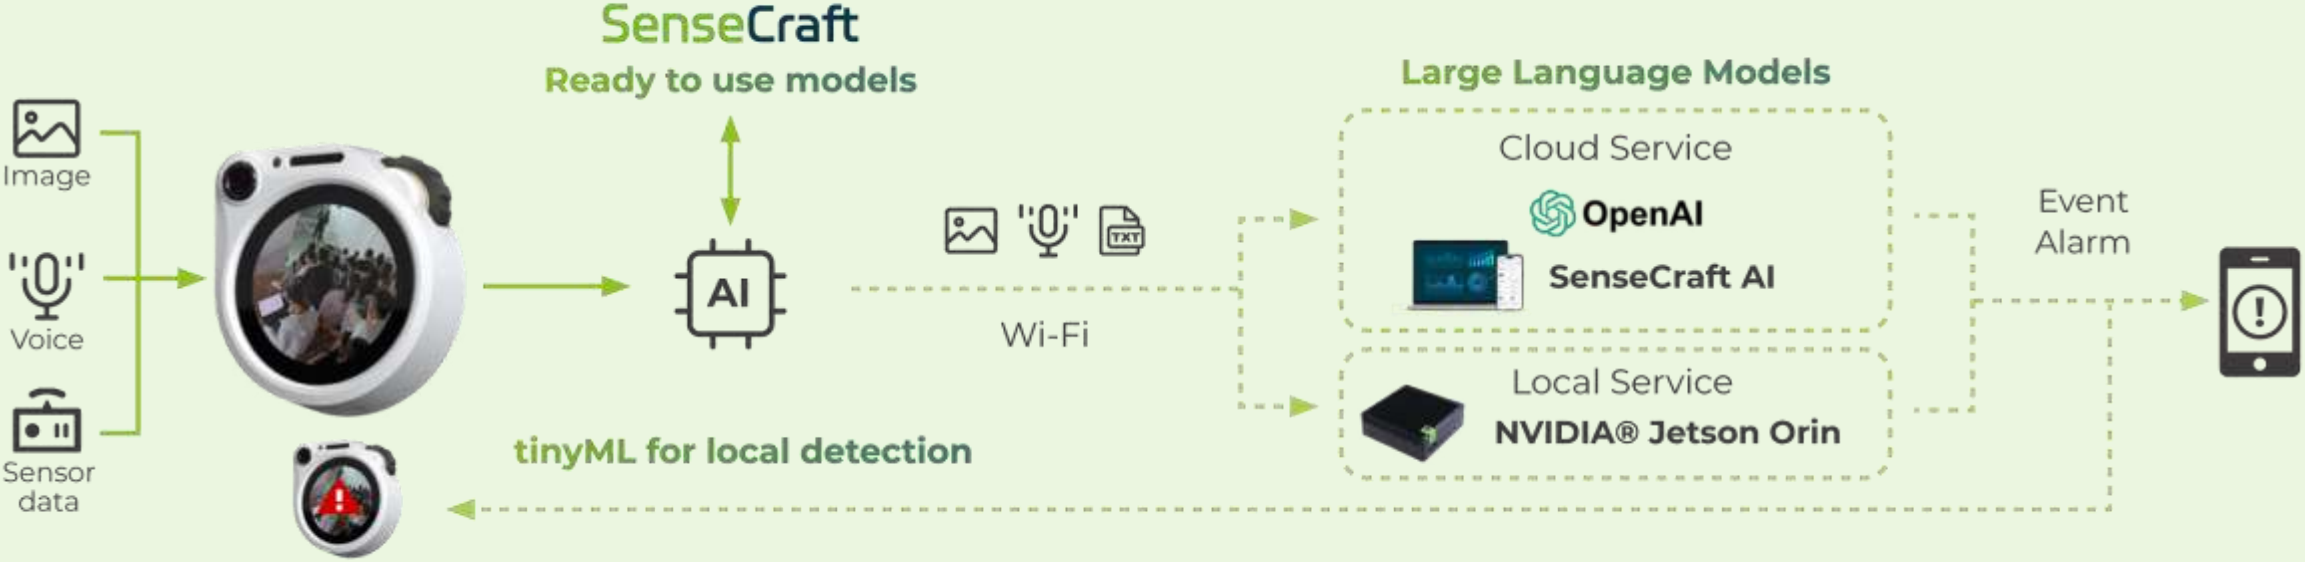 SenseCraft
Ready to use models
Image
Voice
Sensor
data
AI
tinyML for local detection
TXT
Wi-Fi
Large Language Models
Cloud Service
OpenAI
SenseCraft AI
Local Service
NVIDIA® Jetson Orin
Event
Alarm